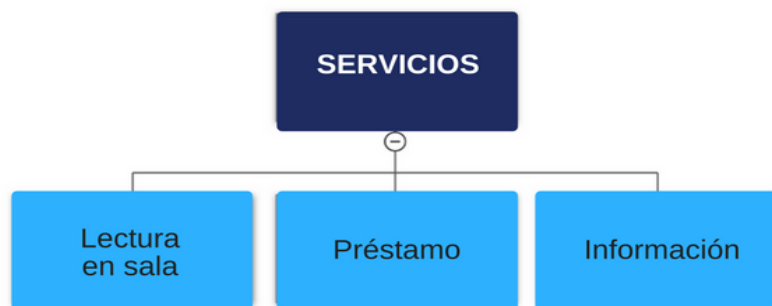 SERVICIOS
Lectura
en sala
Préstamo
Información